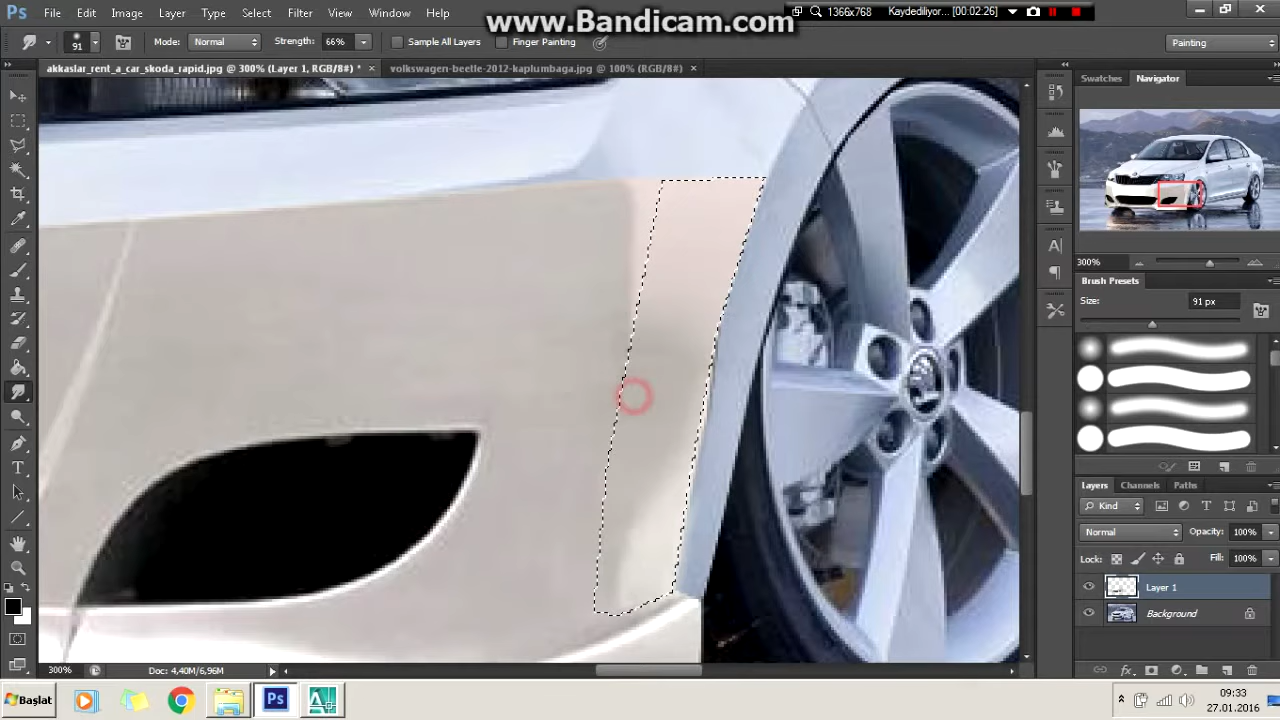 www.Bandicam.com
Ps File Edit Image Layer Type Select Filter View Window Help
1366x768 Kaydediliyor... [00:02:26]
91 Mode: Normal Strength: 66% Sample All Layers Finger Painting Painting
akkaslar_rent_a_car_skoda_rapid.jpg @ 300% (Layer 1, RGB/8#) * × volkswagen-beetle-2012-kaplumbaga.jpg @ 100% (RGB/8#) ×
Swatches Navigator
300%
Brush Presets
Size: 91 px
Layers Channels Paths
Kind
Normal Opacity: 100%
Lock: Fill: 100%
Layer 1
Background
300% Doc: 4,40M/6,96M
Başlat Ps
09:33
27.01.2016